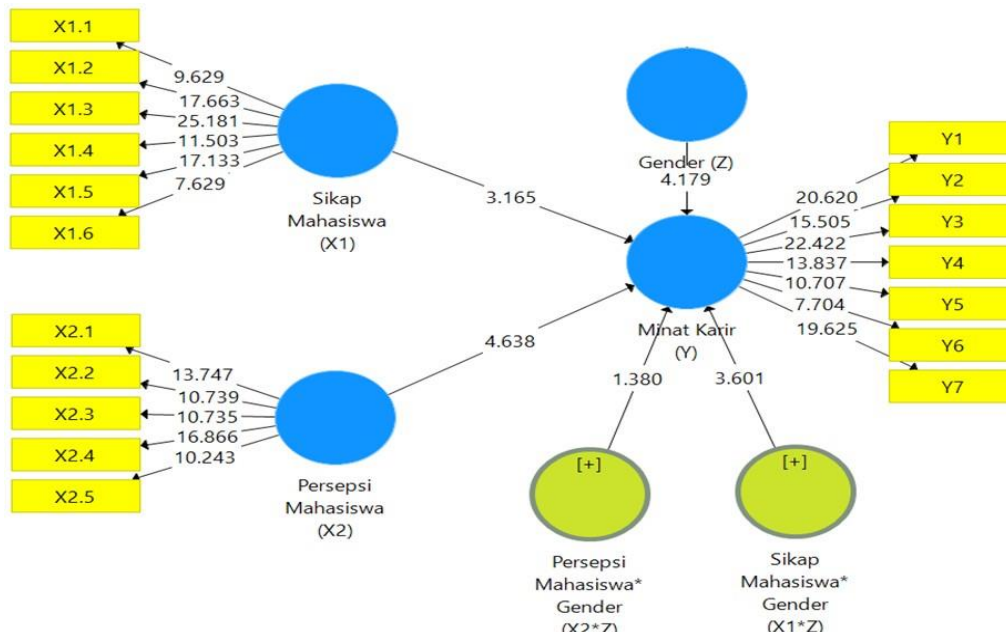 X1.1
X1.2
X1.3
X1.4
X1.5
X1.6
9.629
17.663
25.181
11.503
17.133
7.629
Sikap
Mahasiswa
(X1)
3.165
Gender (Z)
4.179
Y1
Y2
Y3
Y4
Y5
Y6
Y7
20.620
15.505
22.422
13.837
10.707
7.704
19.625
Minat Karir
(Y)
X2.1
X2.2
X2.3
X2.4
X2.5
13.747
10.739
10.735
16.866
10.243
Persepsi
Mahasiswa
(X2)
4.638
1.380
3.601
[+]
Persepsi
Mahasiswa*
Gender
(X2*Z)
[+]
Sikap
Mahasiswa*
Gender
(X1*Z)